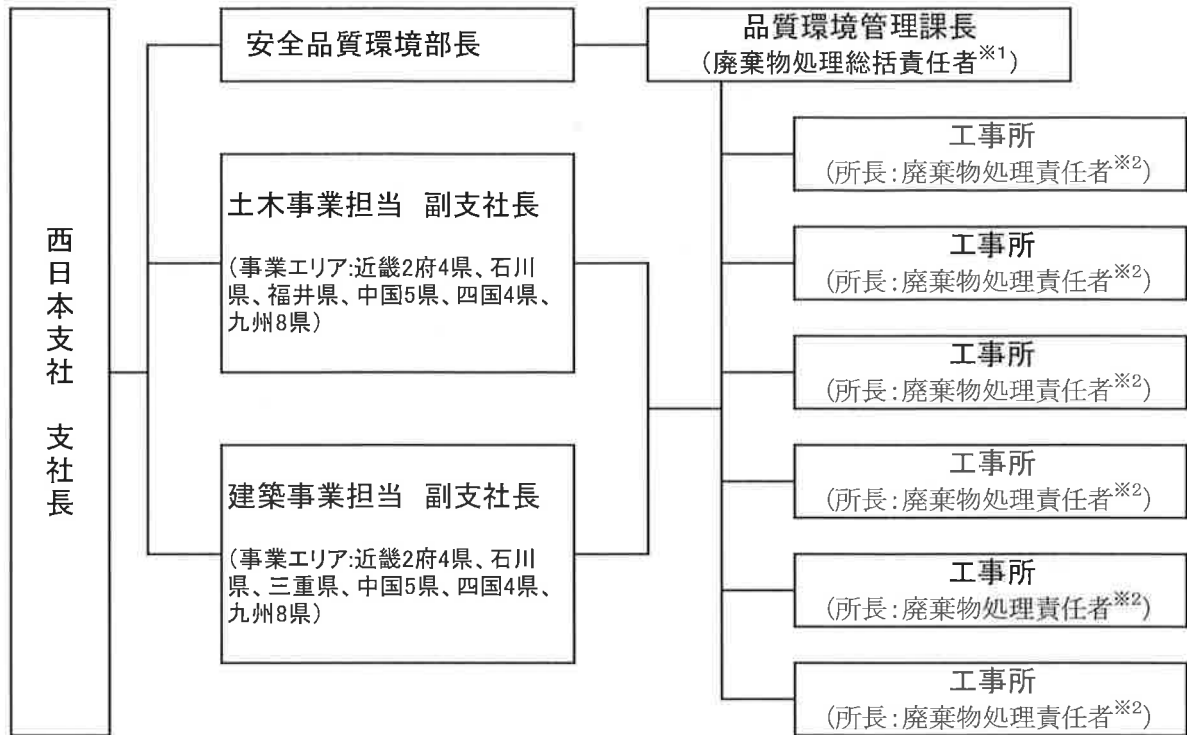 西日本支社　支社長
安全品質環境部長
品質環境管理課長
(廃棄物処理総括責任者※1)
土木事業担当　副支社長
(事業エリア:近畿2府4県、石川
県、福井県、中国5県、四国4県、
九州8県)
建築事業担当　副支社長
(事業エリア:近畿2府4県、石川
県、三重県、中国5県、四国4県、
九州8県)
工事所
(所長:廃棄物処理責任者※2)
工事所
(所長:廃棄物処理責任者※2)
工事所
(所長:廃棄物処理責任者※2)
工事所
(所長:廃棄物処理責任者※2)
工事所
(所長:廃棄物処理責任者※2)
工事所
(所長:廃棄物処理責任者※2)